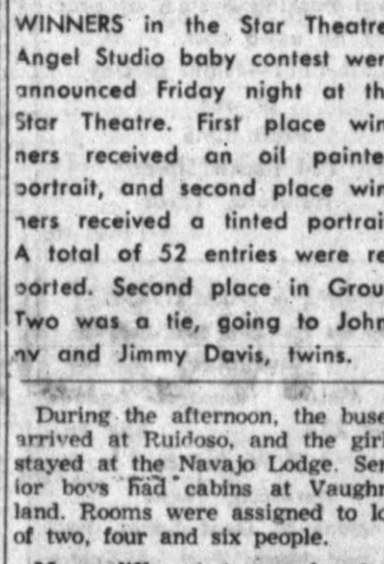 WINNERS in the Star Theatre
Angel Studio baby contest wer
announced Friday night at th
Star Theatre. First place win
ners received an oil painte
portrait, and second place win
ners received a tinted portrai
A total of 52 entries were re
ported. Second place in Grou
Two was a tie, going to John
ny and Jimmy Davis, twins.
During the afternoon, the buse
arrived at Ruidoso, and the girl
stayed at the Navajo Lodge. Sen
ior boys had cabins at Vaughn
land. Rooms were assigned to lo
of two, four and six people.